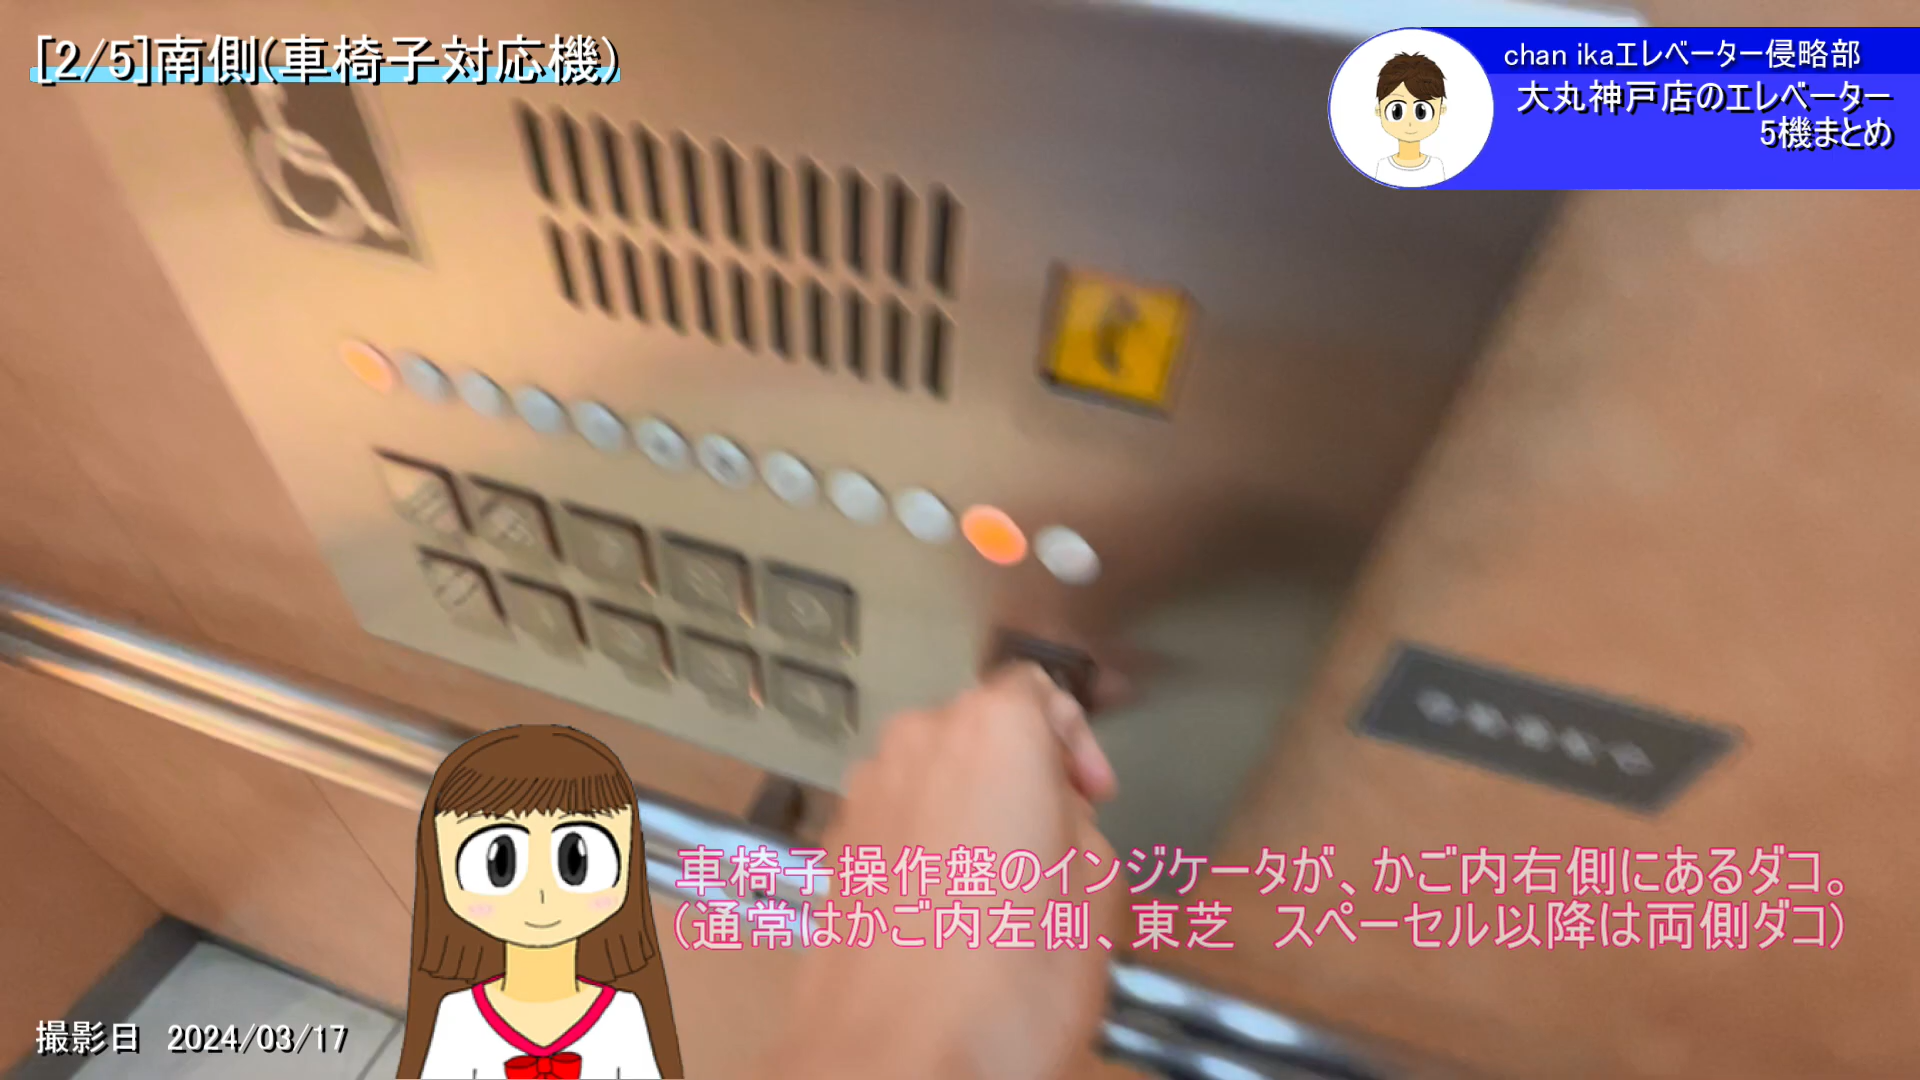 [2/5]南側(車椅子対応機)
chan ikaエレベーター侵略部
大丸神戸店のエレベーター
5機まとめ
車椅子操作盤のインジケータが、かご内右側にあるダコ。
(通常はかご内左側、東芝　スペーセル以降は両側ダコ)
撮影日　2024/03/17